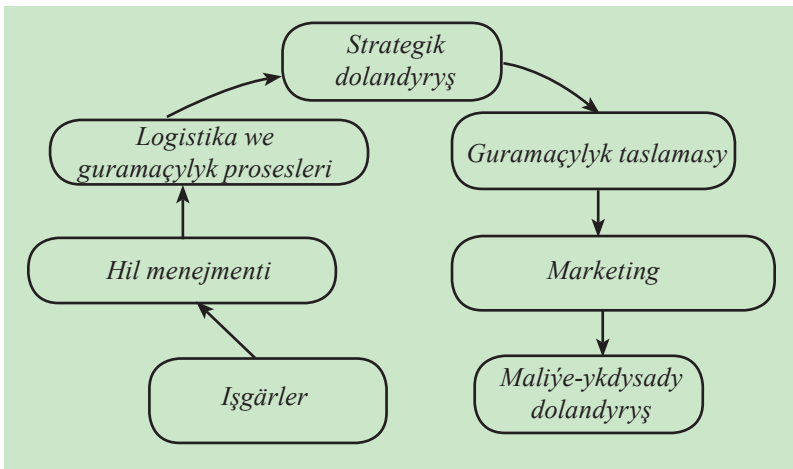 Strategik
dolandyryş
Logistika we
guramaçylyk prosesleri
Guramaçylyk taslamasy
Hil menejmenti
Marketing
Işgärler
Maliýe-ykdysady
dolandyryş